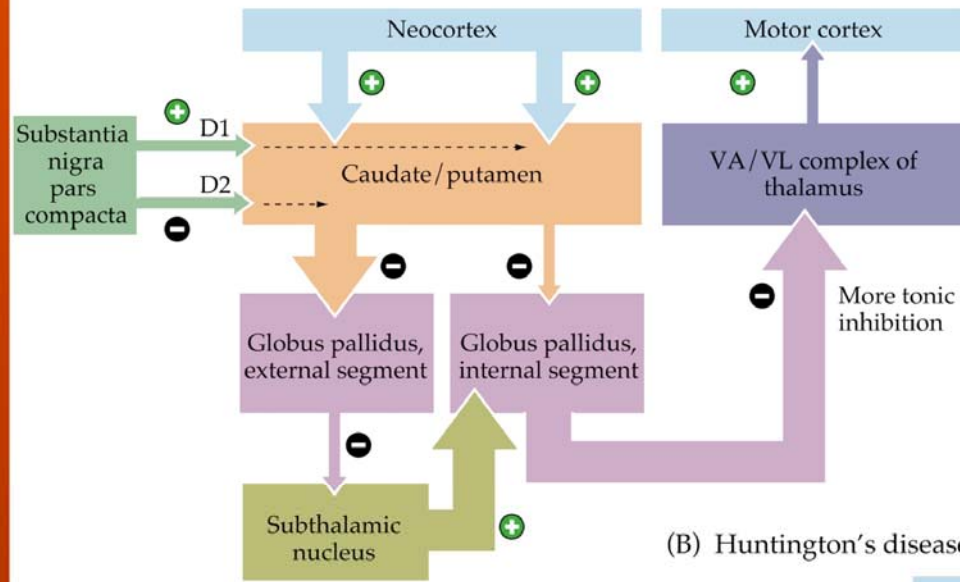 Neocortex
Motor cortex
+
+
+
+
D1
Substantia
nigra
pars
compacta
D2
−
Caudate/putamen
VA/VL complex of
thalamus
−
−
−
More tonic
inhibition
Globus pallidus,
external segment
Globus pallidus,
internal segment
−
Subthalamic
nucleus
+
(B) Huntington's disease